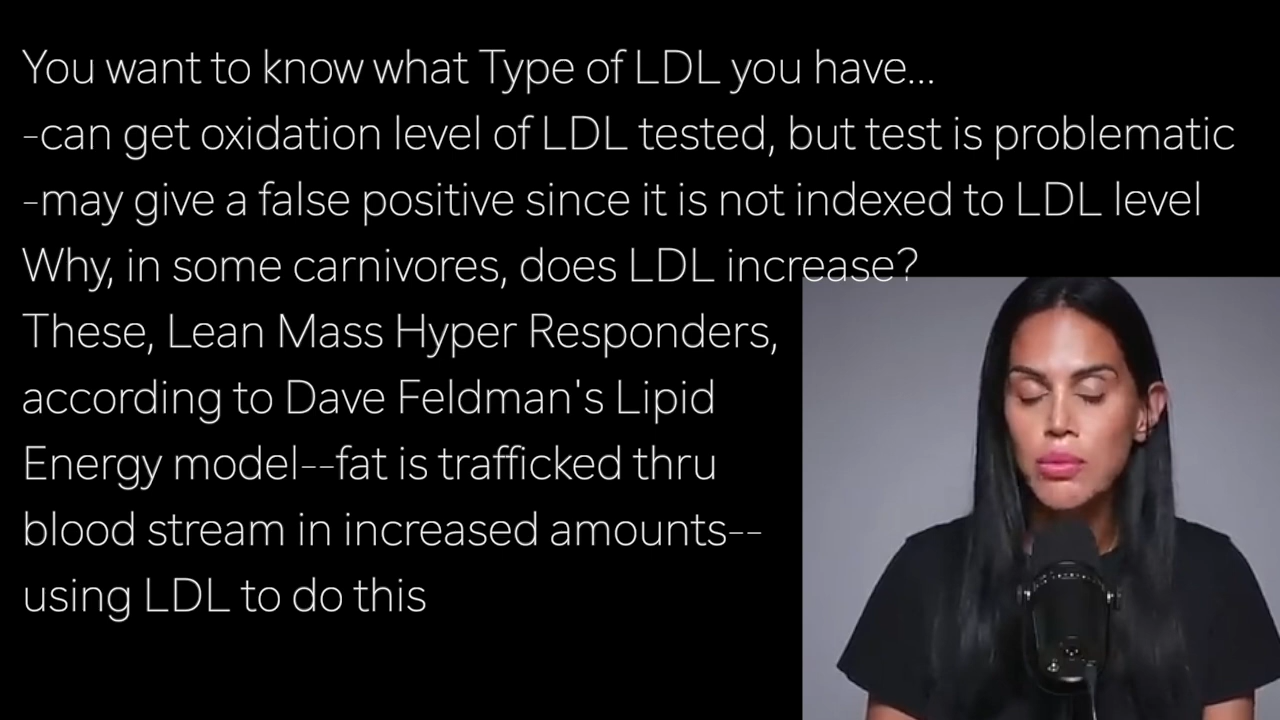 You want to know what Type of LDL you have...
-can get oxidation level of LDL tested, but test is problematic
-may give a false positive since it is not indexed to LDL level
Why, in some carnivores, does LDL increase?
These, Lean Mass Hyper Responders,
according to Dave Feldman's Lipid
Energy model--fat is trafficked thru
blood stream in increased amounts--
using LDL to do this